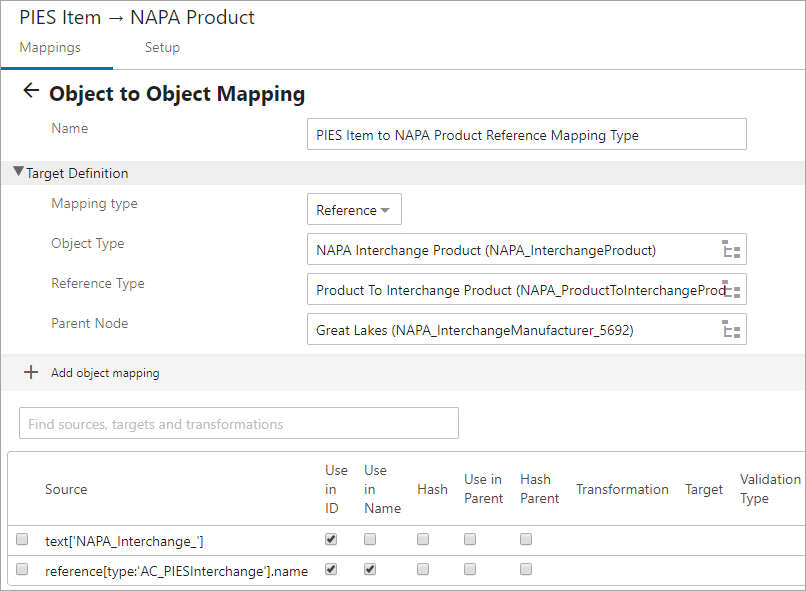 PIES Item → NAPA Product
Mappings Setup
← Object to Object Mapping
Name PIES Item to NAPA Product Reference Mapping Type
Target Definition
Mapping type Reference
Object Type NAPA Interchange Product (NAPA_InterchangeProduct)
Reference Type Product To Interchange Product (NAPA_ProductToInterchangeProd
Parent Node Great Lakes (NAPA_InterchangeManufacturer_5692)
+ Add object mapping
Find sources, targets and transformations
Source Use in ID Use in Name Hash Use in Parent Hash Parent Transformation Target Validation Type
text['NAPA_Interchange_']
reference[type:'AC_PIESInterchange'].name